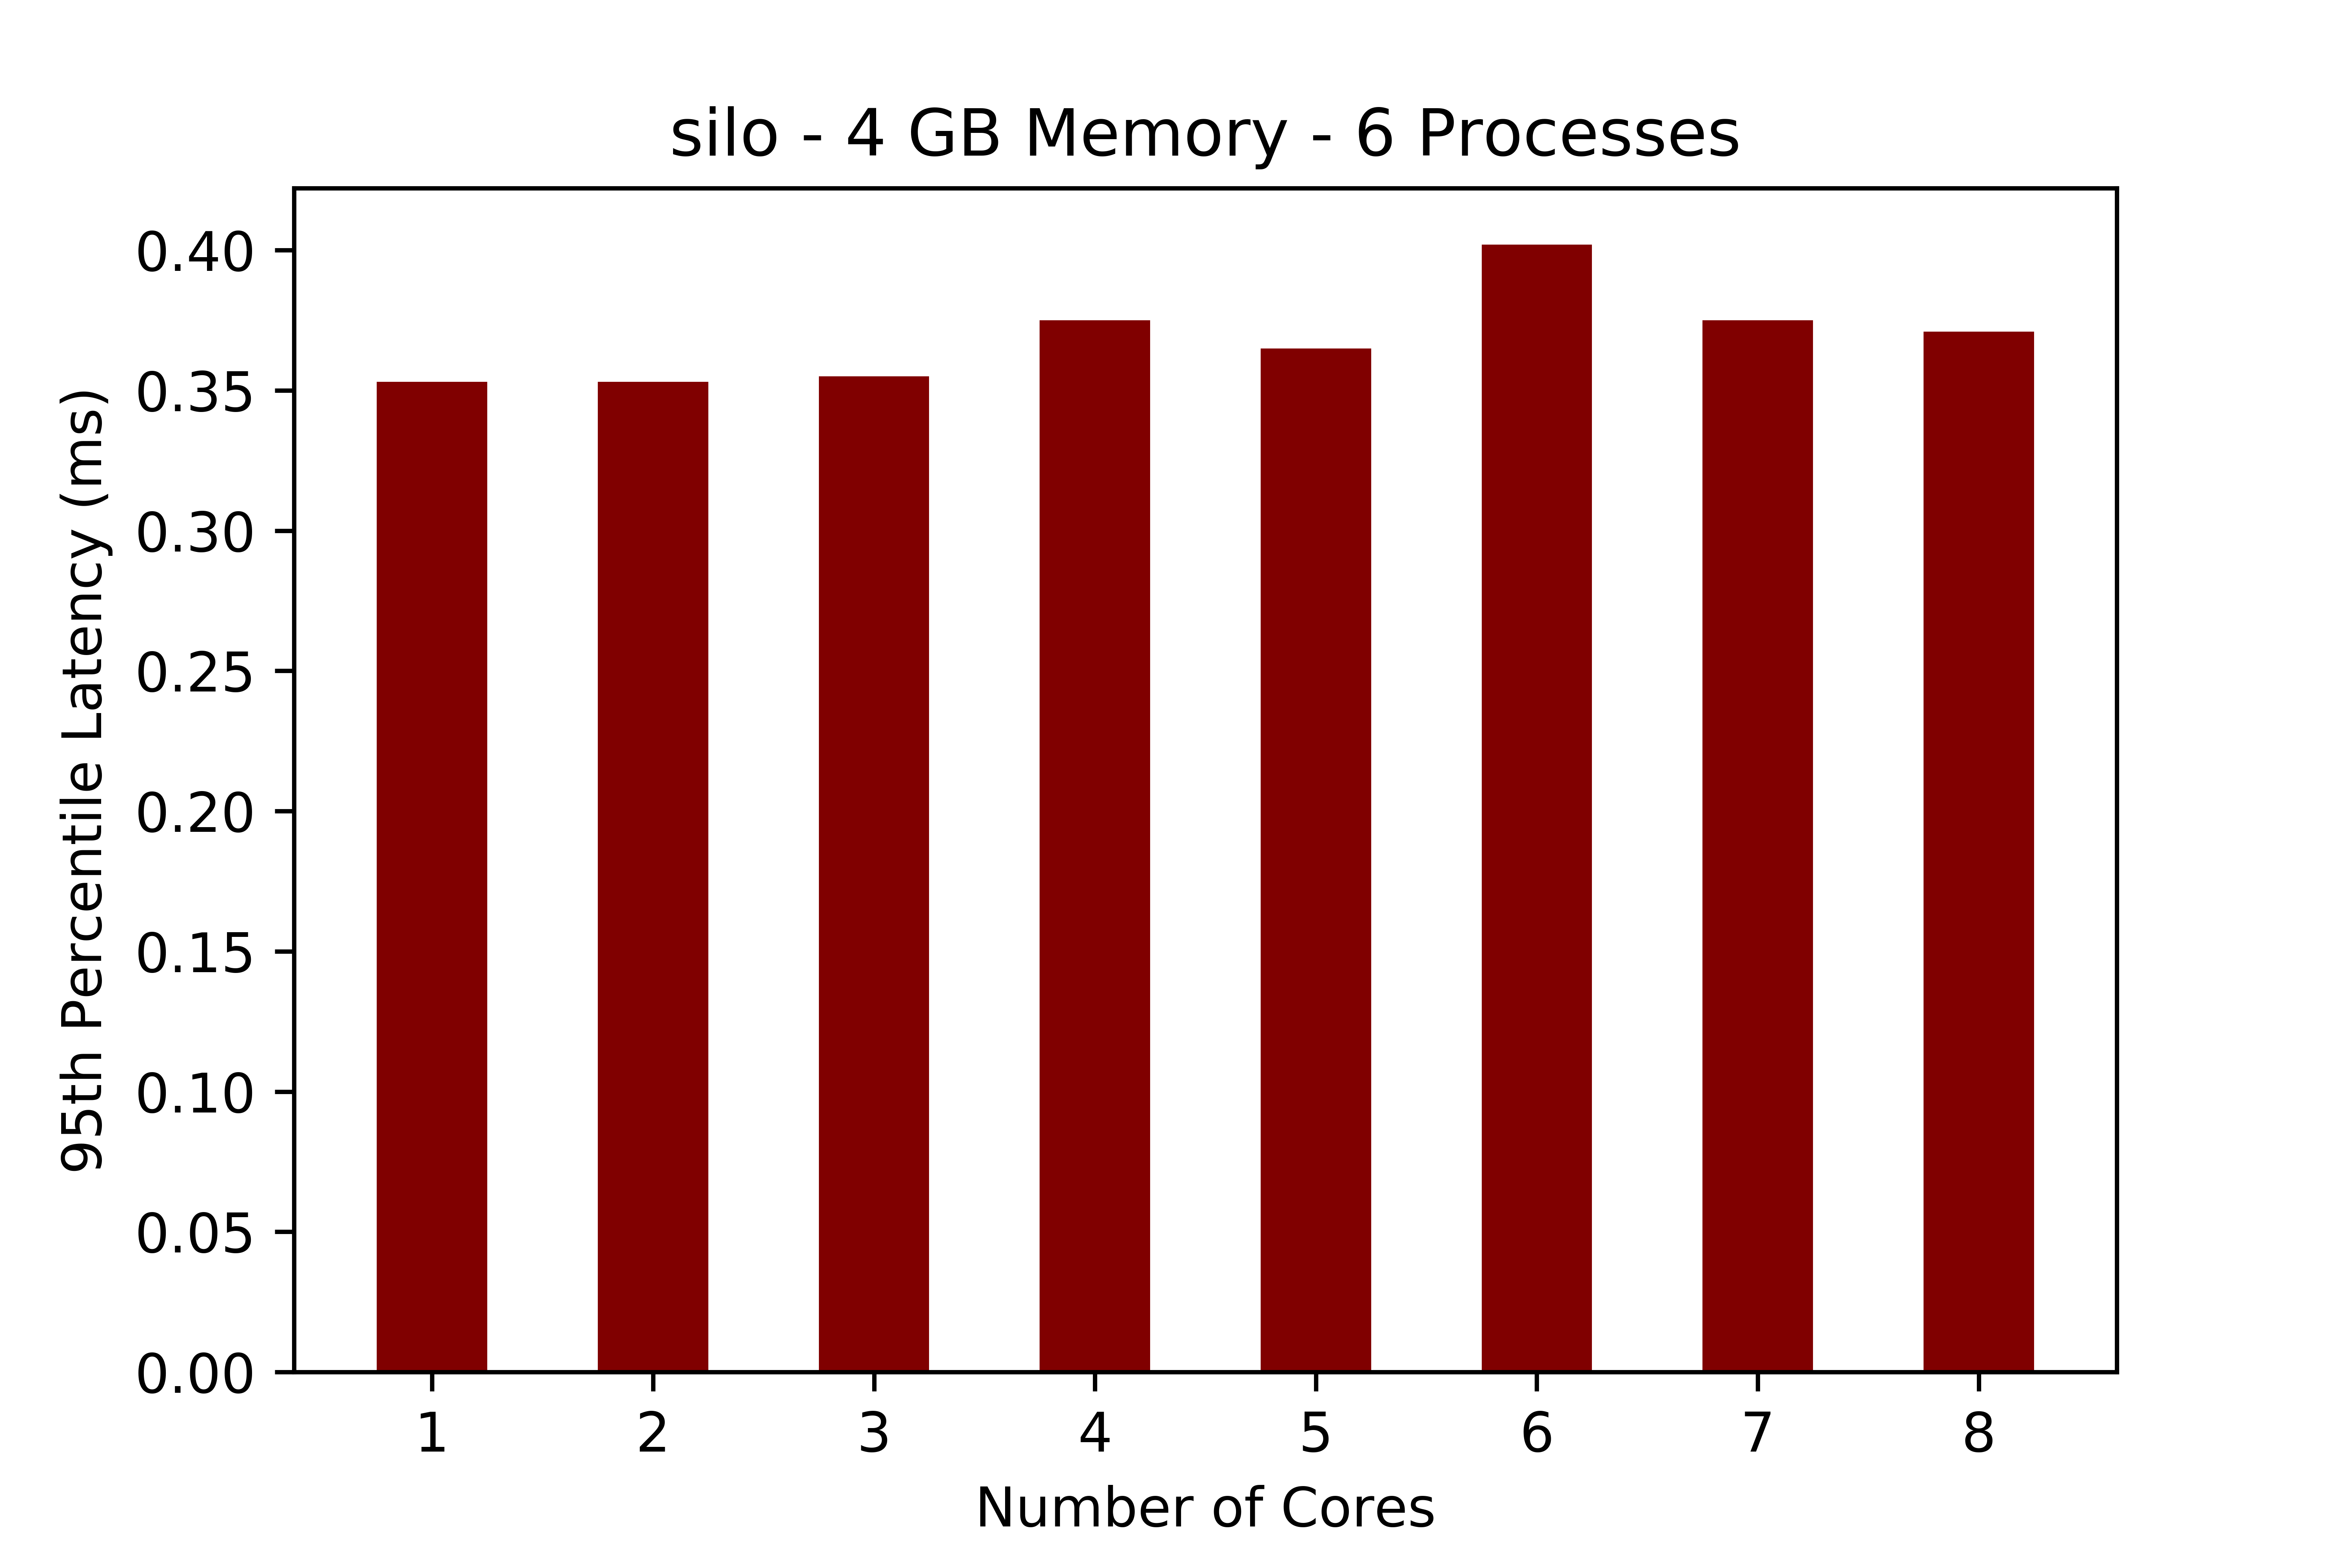 silo - 4 GB Memory - 6 Processes
95th Percentile Latency (ms)
0.40
0.35
0.30
0.25
0.20
0.15
0.10
0.05
0.00
1 2 3 4 5 6 7 8
Number of Cores